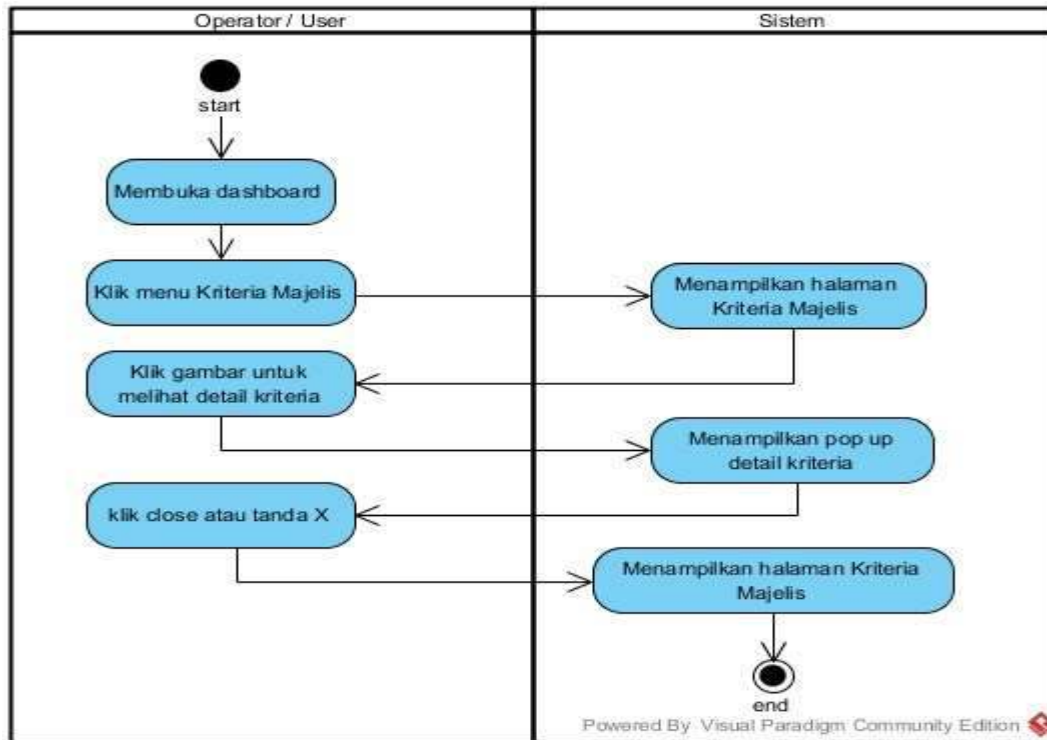 Operator / User
Sistem
start
Membuka dashboard
Klik menu Kriteria Majelis
Menampilkan halaman
Kriteria Majelis
Klik gambar untuk
melihat detail kriteria
Menampilkan pop up
detail kriteria
klik close atau tanda X
Menampilkan halaman Kriteria
Majelis
end
Powered By Visual Paradigm Community Edition